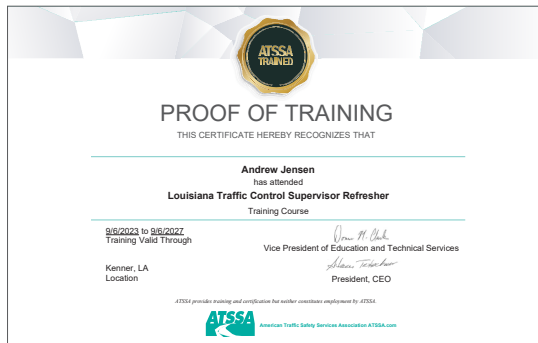 ATSSA
TRAINED
PROOF OF TRAINING
THIS CERTIFICATE HEREBY RECOGNIZES THAT
Andrew Jensen
has attended
Louisiana Traffic Control Supervisor Refresher
Training Course
9/6/2023 to 9/6/2027
Training Valid Through
Vice President of Education and Technical Services
Kenner, LA
Location
President, CEO
ATSSA provides training and certification but neither constitutes employment by ATSSA.
ATSSA
American Traffic Safety Services Association ATSSA.com